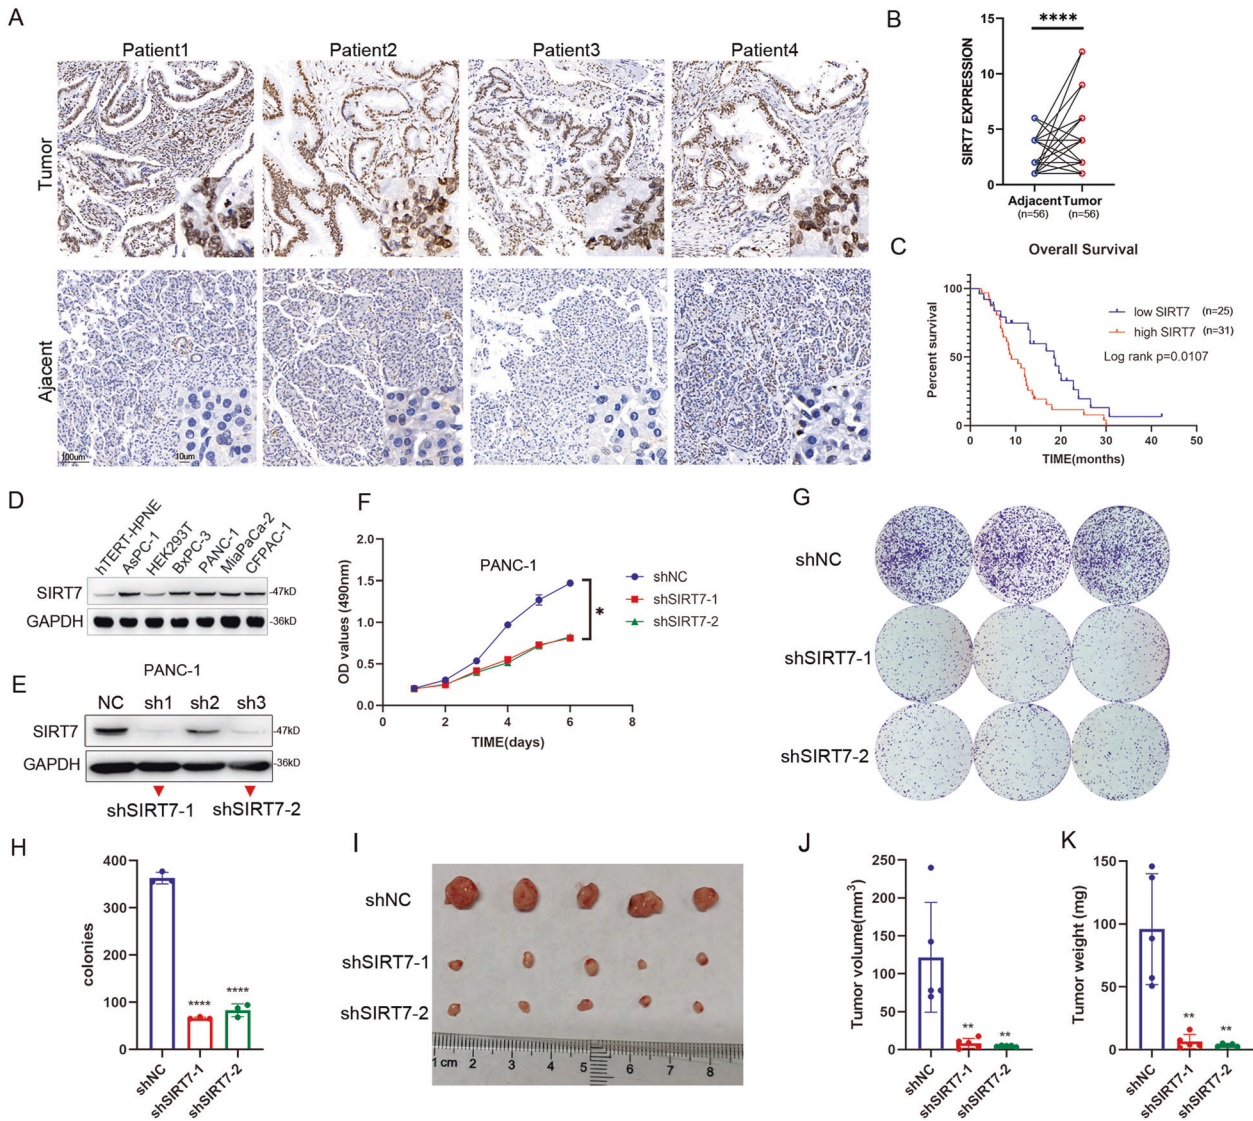 A
Patient1 Patient2 Patient3 Patient4
Tumor
Ajacent
100um 10um
B
SIRT7 EXPRESSION
15
10
5
0
****
Adjacent Tumor
(n=56) (n=56)
C
Overall Survival
Percent survival
100
50
0
low SIRT7 (n=25)
high SIRT7 (n=31)
Log rank p=0.0107
0 10 20 30 40 50
TIME(months)
D
hTERT-HPNE AsPC-1 HEK293T BxPC-3 PANC-1 MiaPaCa-2 CFPAC-1
SIRT7 -47kD
GAPDH -36kD
E
PANC-1
NC sh1 sh2 sh3
SIRT7 -47kD
GAPDH -36kD
shSIRT7-1 shSIRT7-2
F
PANC-1
OD values (490nm)
2.0
1.5
1.0
0.5
0.0
0 2 4 6 8
TIME(days)
*
shNC
shSIRT7-1
shSIRT7-2
G
shNC
shSIRT7-1
shSIRT7-2
H
colonies
400
300
200
100
0
**** ****
shNC shSIRT7-1 shSIRT7-2
I
shNC
shSIRT7-1
shSIRT7-2
1 cm 2 3 4 5 6 7 8
J
Tumor volume(mm³)
250
200
150
100
50
0
** **
shNC shSIRT7-1 shSIRT7-2
K
Tumor weight (mg)
150
100
50
0
** **
shNC shSIRT7-1 shSIRT7-2